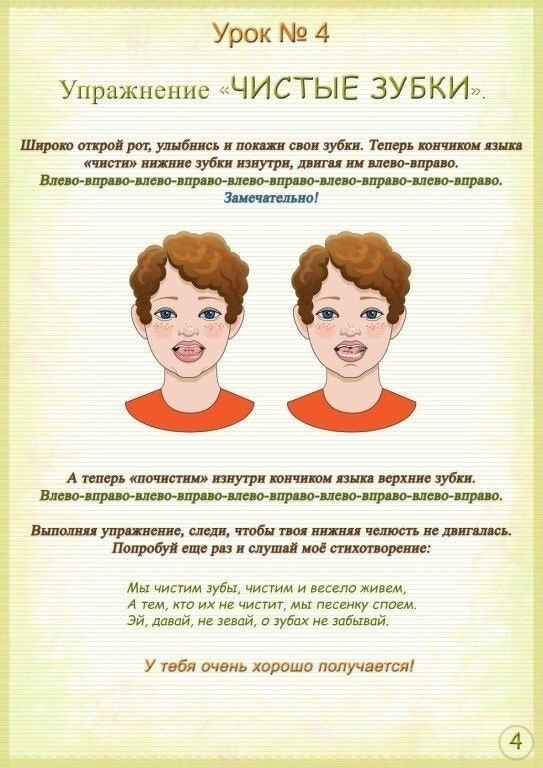 Урок № 4
Упражнение «ЧИСТЫЕ ЗУБКИ».
Широко открой рот, улыбнись и покажи свои зубки. Теперь кончиком языка
«чисти» нижние зубки изнутри, двигая им влево-вправо.
Влево-вправо-влево-вправо-влево-вправо-влево-вправо-влево-вправо.
Замечательно!
А теперь «почистим» изнутри кончиком языка верхние зубки.
Влево-вправо-влево-вправо-влево-вправо-влево-вправо-влево-вправо.
Выполняя упражнение, следи, чтобы твоя нижняя челюсть не двигалась.
Попробуй еще раз и слушай моё стихотворение:
Мы чистим зубы, чистим и весело живем,
А тем, кто их не чистит, мы песенку споем.
Эй, давай, не зевай, о зубах не забывай.
У тебя очень хорошо получается!
4